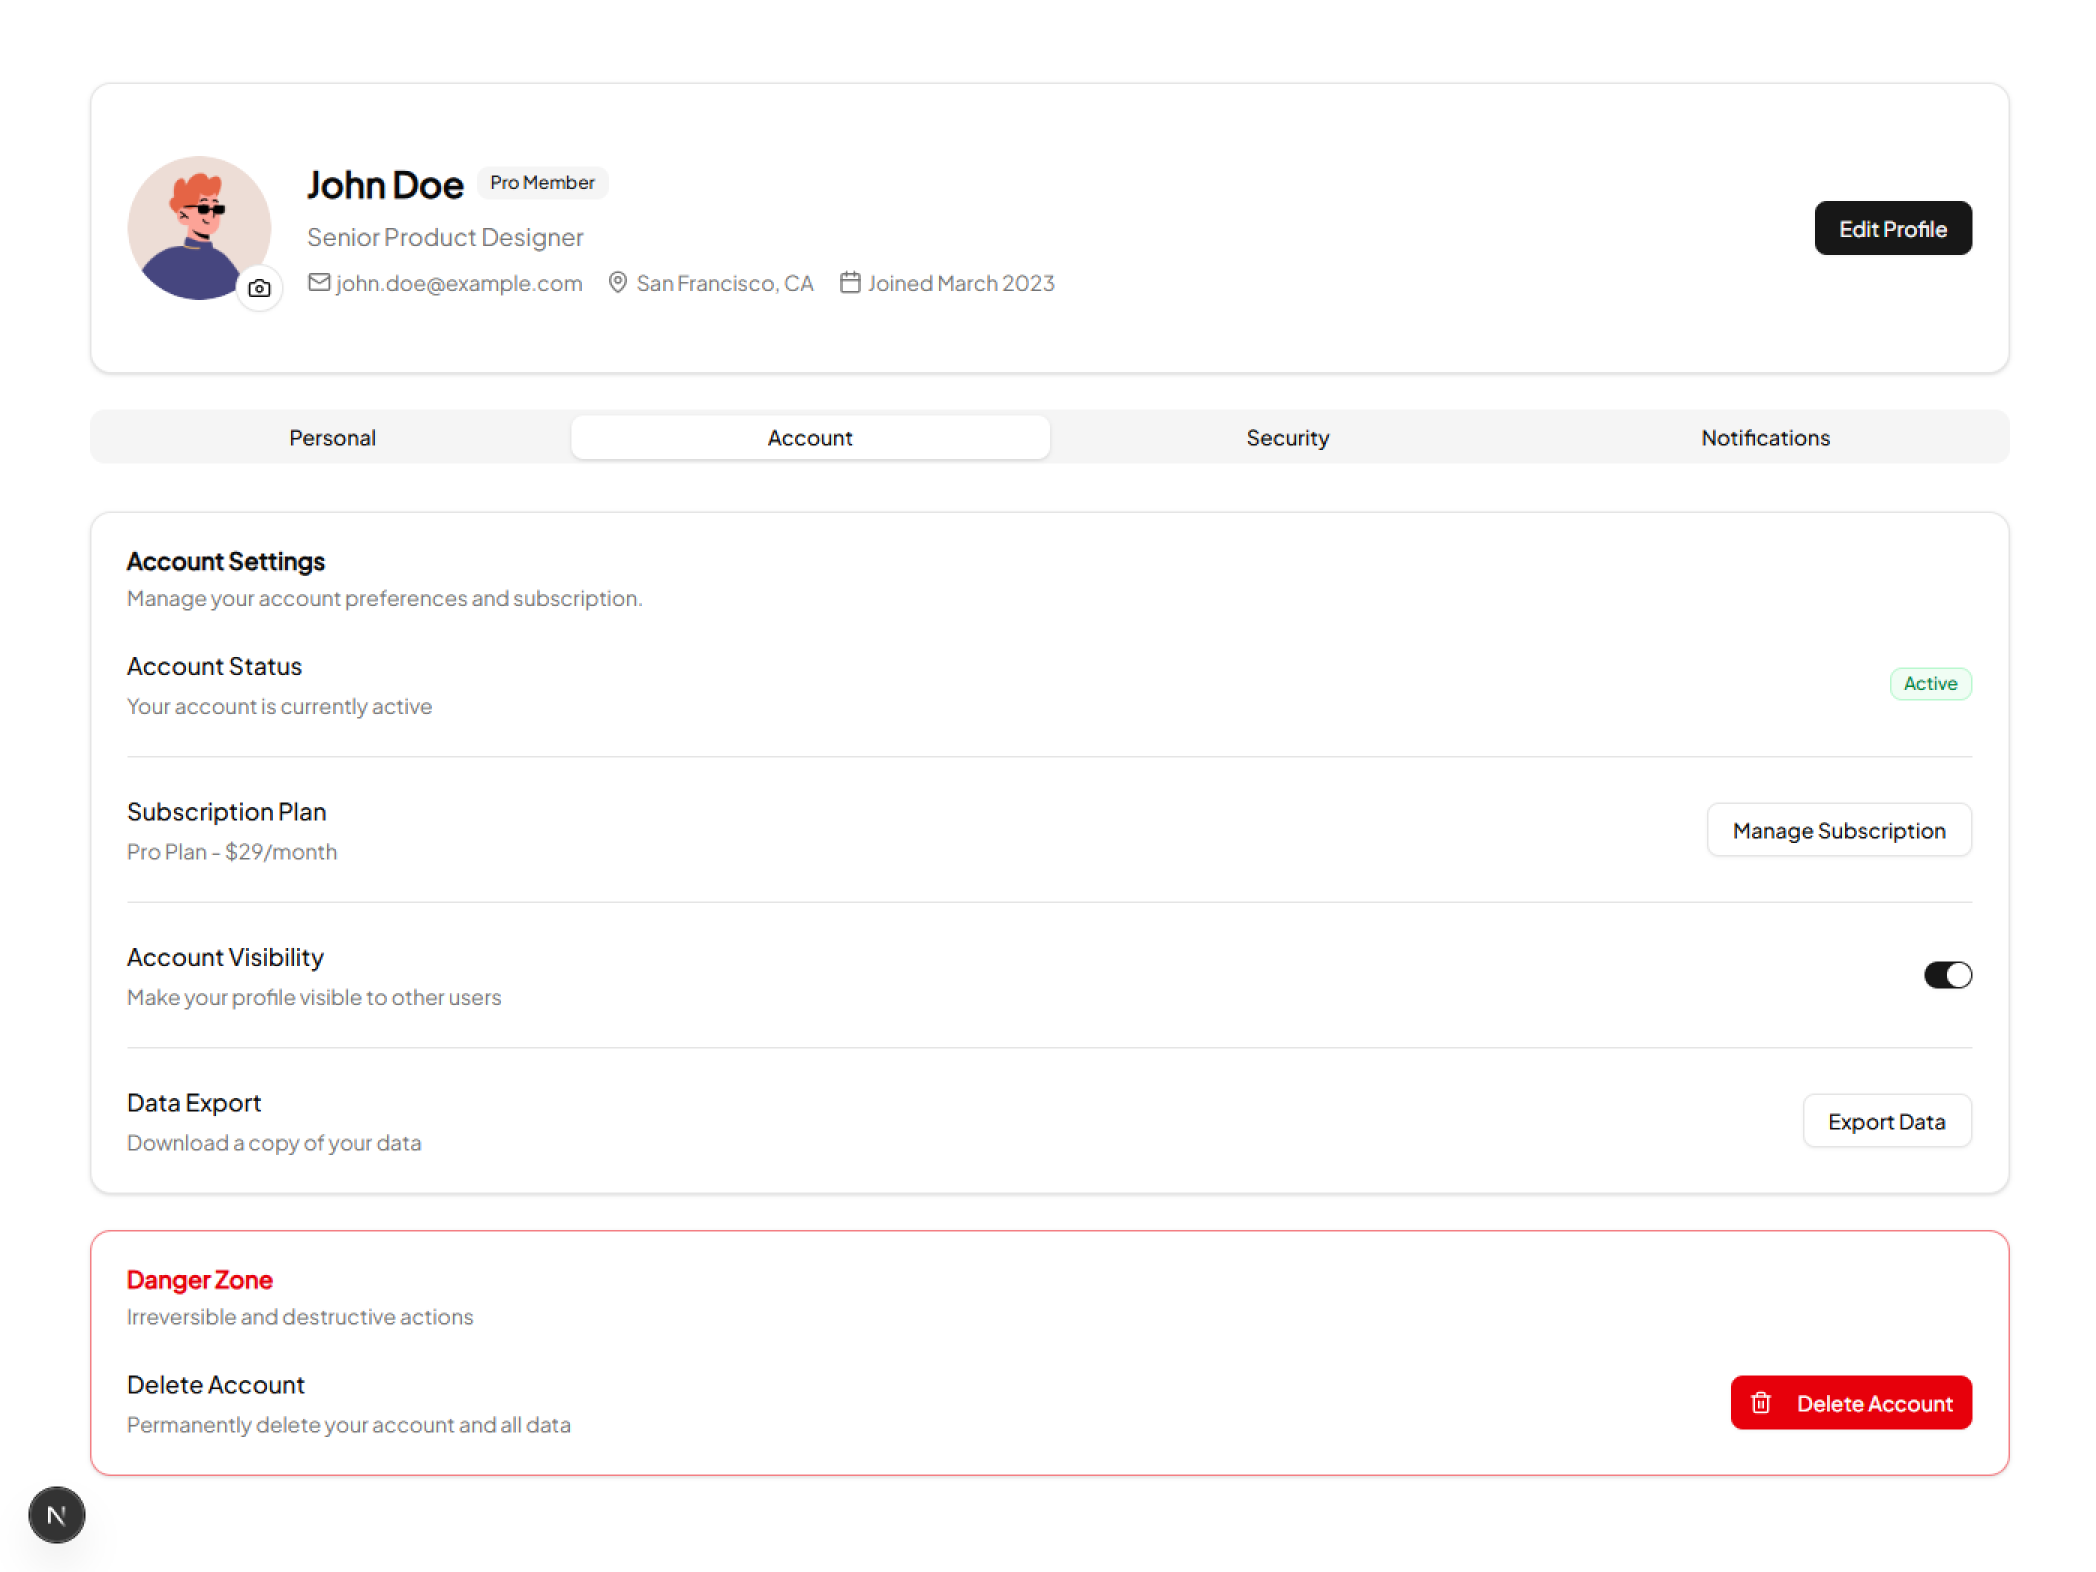 John Doe Pro Member
Senior Product Designer
john.doe@example.com San Francisco, CA Joined March 2023
Edit Profile
Personal Account Security Notifications
Account Settings
Manage your account preferences and subscription.
Account Status
Your account is currently active
Active
Subscription Plan
Pro Plan - $29/month
Manage Subscription
Account Visibility
Make your profile visible to other users
Data Export
Download a copy of your data
Export Data
Danger Zone
Irreversible and destructive actions
Delete Account
Permanently delete your account and all data
Delete Account
N